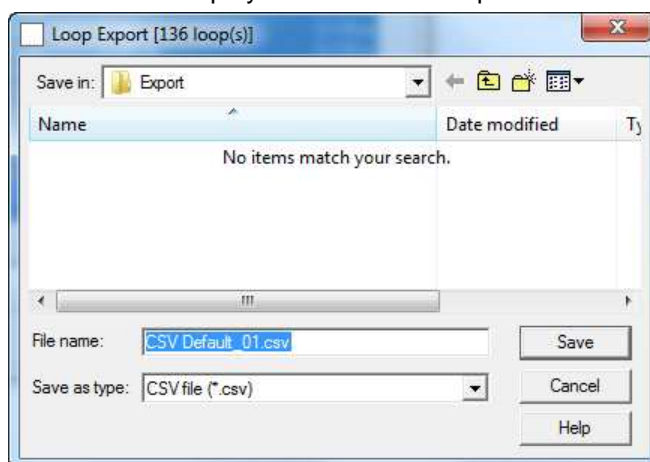 Loop Export [136 loop(s)]
Save in: Export
Name Date modified Ty
No items match your search.
File name: CSV Default_01.csv Save
Save as type: CSV file (*.csv) Cancel
Help